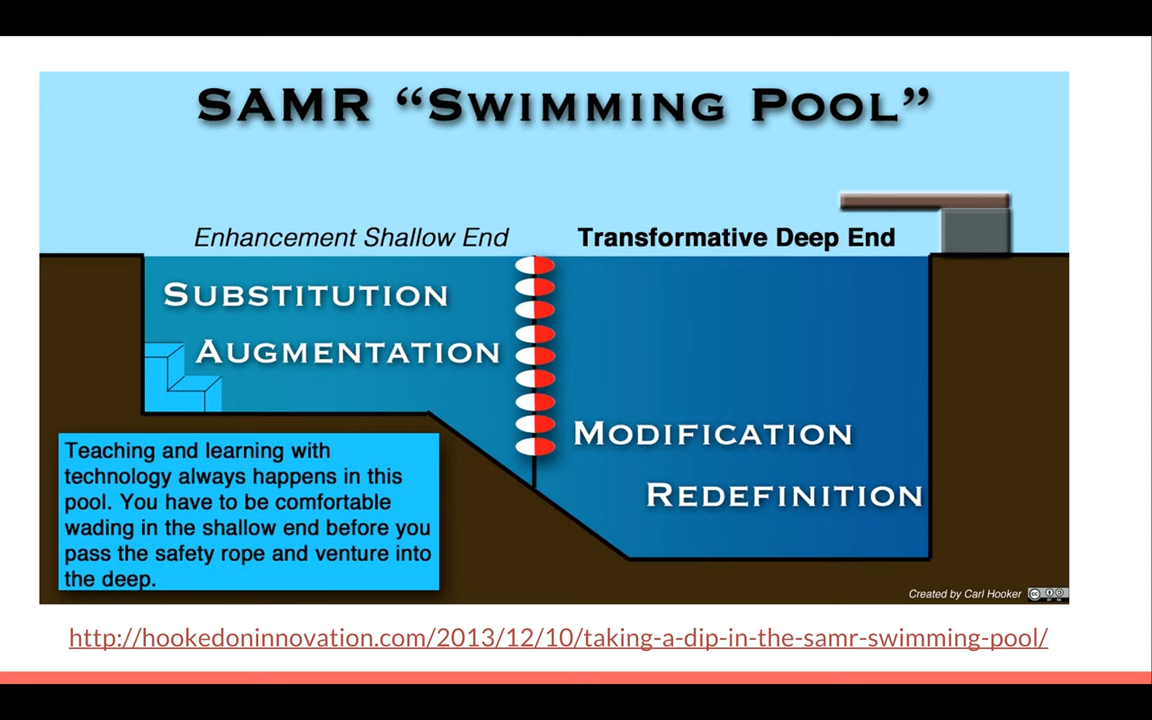 SAMR “Swimming Pool”
Enhancement Shallow End
Transformative Deep End
Substitution
Augmentation
Modification
Redefinition
Teaching and learning with
technology always happens in this
pool. You have to be comfortable
wading in the shallow end before you
pass the safety rope and venture into
the deep.
Created by Carl Hooker
http://hookedoninnovation.com/2013/12/10/taking-a-dip-in-the-samr-swimming-pool/